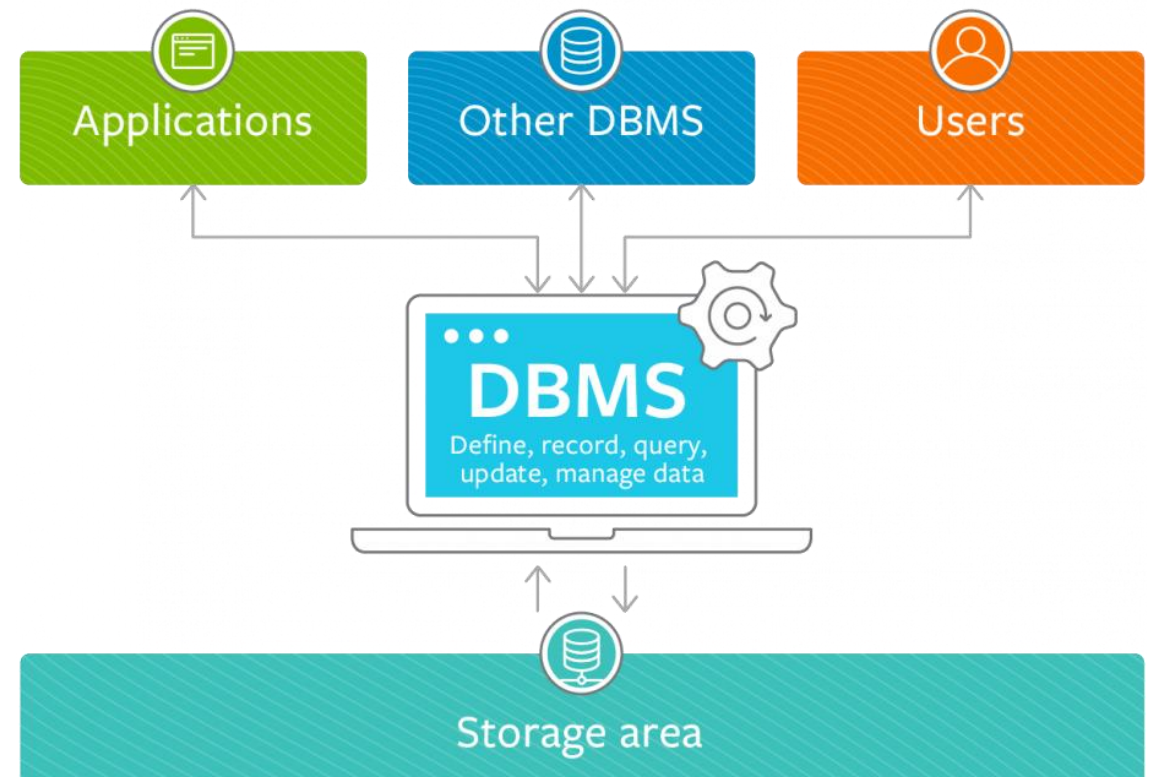 Applications
Other DBMS
Users
DBMS
Define, record, query,
update, manage data
Storage area